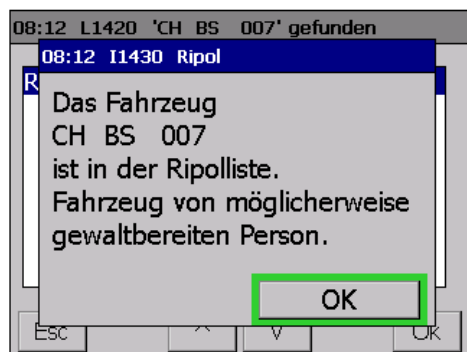 08:12 L1420 'CH BS 007' gefunden
08:12 I1430 Ripol
R
Das Fahrzeug
CH BS 007
ist in der Ripolliste.
Fahrzeug von möglicherweise
gewaltbereiten Person.
OK
Esc ^ V OK